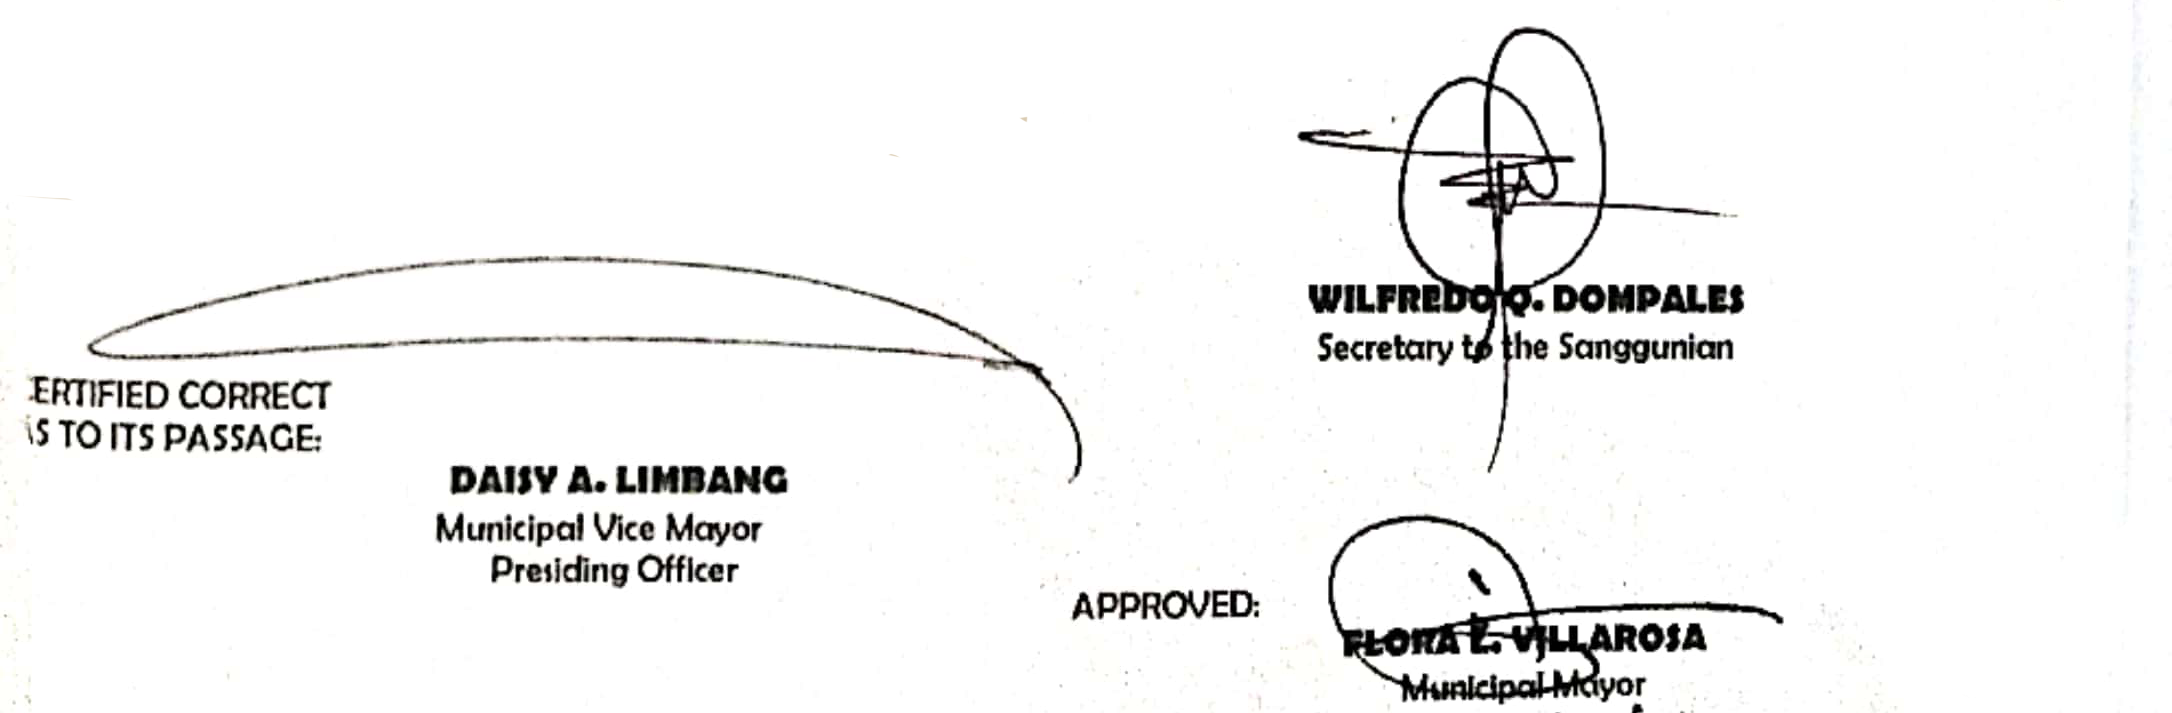 WILFREDO Q. DOMPALES
Secretary to the Sanggunian
ERTIFIED CORRECT
AS TO ITS PASSAGE:
DAISY A. LIMBANG
Municipal Vice Mayor
Presiding Officer
APPROVED:
FLORA L. VILLAROSA
Municipal Mayor